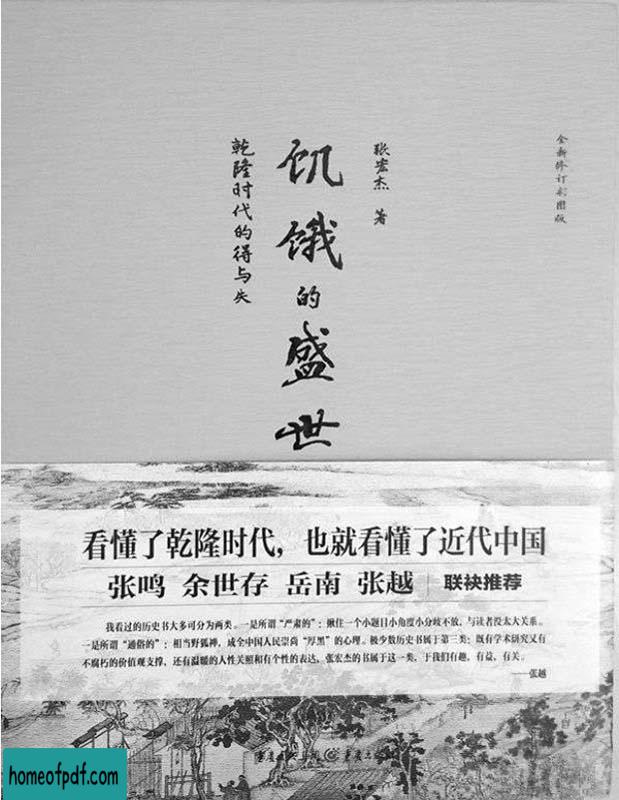 全新修订彩图版
张宏杰 著
饥饿的盛世
乾隆时代的得与失
看懂了乾隆时代，也就看懂了近代中国
张鸣 余世存 岳南 张越 | 联袂推荐
我看过的历史书大多可分为两类。一是所谓“严肃的”：揪住一个小题目小角度小分歧不放，与读者没太大关系。
一是所谓“通俗的”：相当野狐禅，成全中国人民崇尚“厚黑”的心理。极少数历史书属于第三类：既有学术研究又有
不腐朽的价值观支撑，还有温暖的人性关照和有个性的表达，张宏杰的书属于这一类，于我们有趣，有益，有关。
——张越
重庆出版社
homeofpdf.com